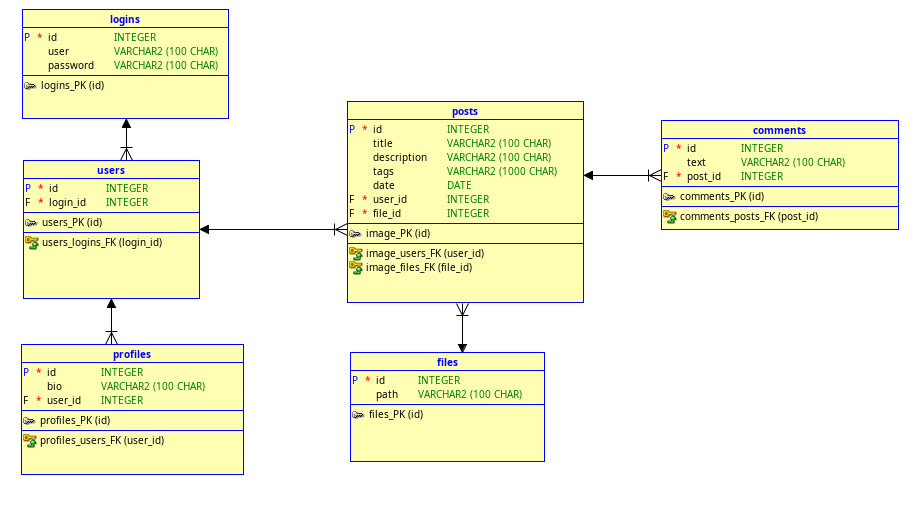 logins
P * id INTEGER
user VARCHAR2 (100 CHAR)
password VARCHAR2 (100 CHAR)
logins_PK (id)
users
P * id INTEGER
F * login_id INTEGER
users_PK (id)
users_logins_FK (login_id)
profiles
P * id INTEGER
bio VARCHAR2 (100 CHAR)
F * user_id INTEGER
profiles_PK (id)
profiles_users_FK (user_id)
posts
P * id INTEGER
title VARCHAR2 (100 CHAR)
description VARCHAR2 (100 CHAR)
tags VARCHAR2 (1000 CHAR)
date DATE
F * user_id INTEGER
F * file_id INTEGER
image_PK (id)
image_users_FK (user_id)
image_files_FK (file_id)
files
P * id INTEGER
path VARCHAR2 (100 CHAR)
files_PK (id)
comments
P * id INTEGER
text VARCHAR2 (100 CHAR)
F * post_id INTEGER
comments_PK (id)
comments_posts_FK (post_id)